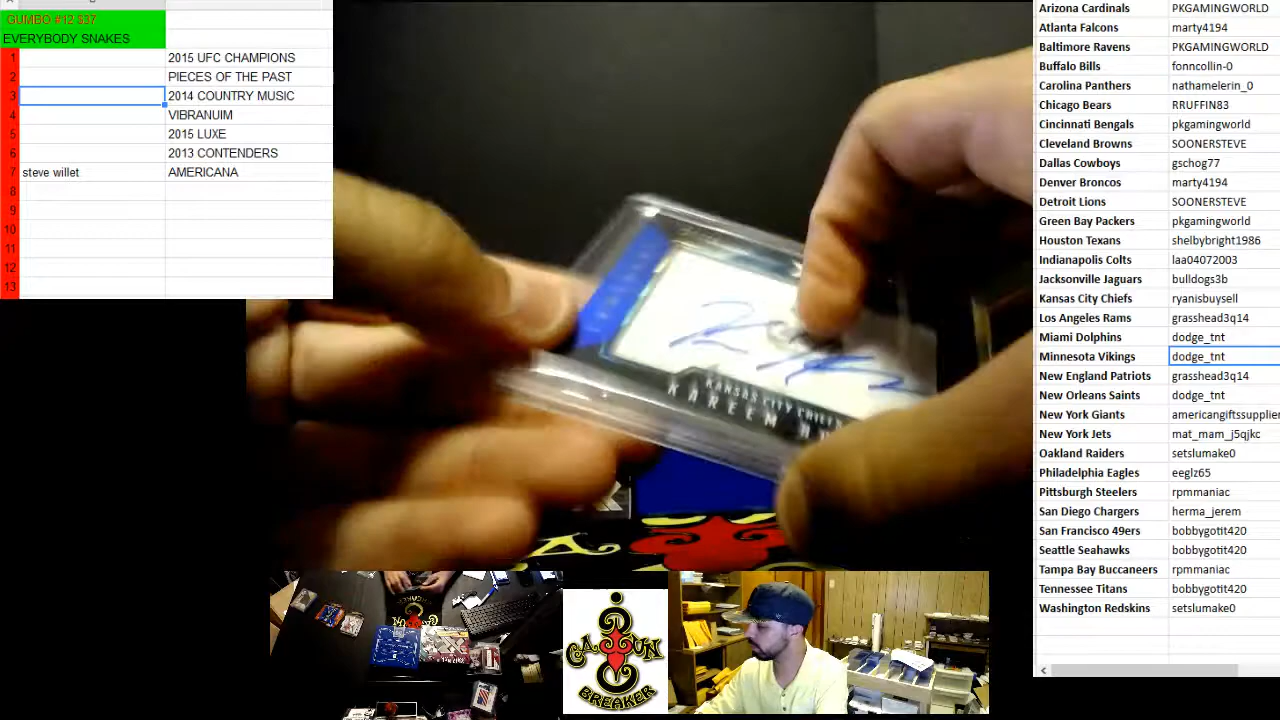 GUMBO #12 $37
EVERYBODY SNAKES
1 2015 UFC CHAMPIONS
2 PIECES OF THE PAST
3 2014 COUNTRY MUSIC
4 VIBRANUIM
5 2015 LUXE
6 2013 CONTENDERS
7 steve willet AMERICANA
8
9
10
11
12
13
KANSAS CITY CHIEFS
KAREEM
CAJUN
BREAKER
Arizona Cardinals PKGAMINGWORLD
Atlanta Falcons marty4194
Baltimore Ravens PKGAMINGWORLD
Buffalo Bills fonncollin-0
Carolina Panthers nathamelerin_0
Chicago Bears RRUFFIN83
Cincinnati Bengals pkgamingworld
Cleveland Browns SOONERSTEVE
Dallas Cowboys gschog77
Denver Broncos marty4194
Detroit Lions SOONERSTEVE
Green Bay Packers pkgamingworld
Houston Texans shelbybright1986
Indianapolis Colts laa04072003
Jacksonville Jaguars bulldogs3b
Kansas City Chiefs ryanisbuysell
Los Angeles Rams grasshead3q14
Miami Dolphins dodge_tnt
Minnesota Vikings dodge_tnt
New England Patriots grasshead3q14
New Orleans Saints dodge_tnt
New York Giants americangiftssupplier
New York Jets mat_mam_j5qjkc
Oakland Raiders setslumake0
Philadelphia Eagles eeglz65
Pittsburgh Steelers rpmmaniac
San Diego Chargers herma_jerem
San Francisco 49ers bobbygotit420
Seattle Seahawks bobbygotit420
Tampa Bay Buccaneers rpmmaniac
Tennessee Titans bobbygotit420
Washington Redskins setslumake0